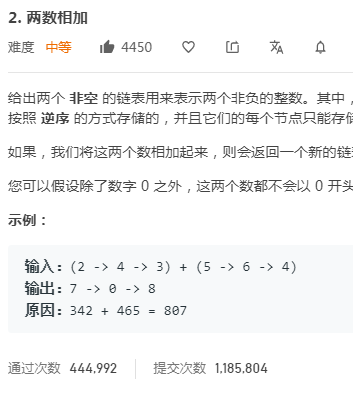 2. 两数相加
难度 中等 4450
给出两个 非空 的链表用来表示两个非负的整数。其中，
按照 逆序 的方式存储的，并且它们的每个节点只能存储
如果，我们将这两个数相加起来，则会返回一个新的链
您可以假设除了数字 0 之外，这两个数都不会以 0 开头
示例：
输入：(2 -> 4 -> 3) + (5 -> 6 -> 4)
输出：7 -> 0 -> 8
原因：342 + 465 = 807
通过次数 444,992 提交次数 1,185,804